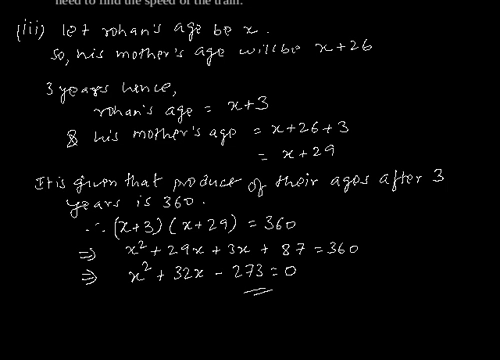 need to find the speed of the train.
(iii) let rohan's age be x.
so, his mother's age will be x+26
3 years hence,
rohan's age = x+3
& his mother's age = x+26+3
= x+29
It is given that produce of their ages after 3
years is 360.
∴ (x+3)(x+29) = 360
⇒ x² + 29x + 3x + 87 = 360
⇒ x² + 32x - 273 = 0